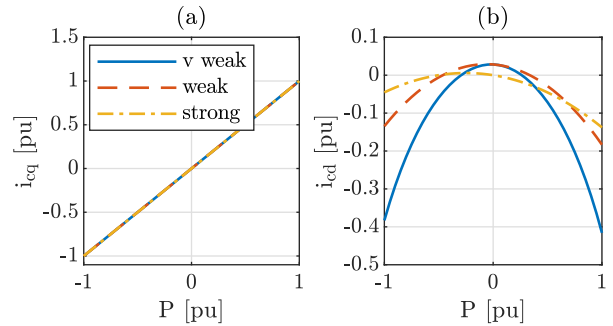 (a)
1.5
1
0.5
0
-0.5
-1
i_cq [pu]
v weak
weak
strong
-1
0
1
P [pu]
(b)
0.1
0
-0.1
-0.2
-0.3
-0.4
-0.5
i_cd [pu]
-1
0
1
P [pu]